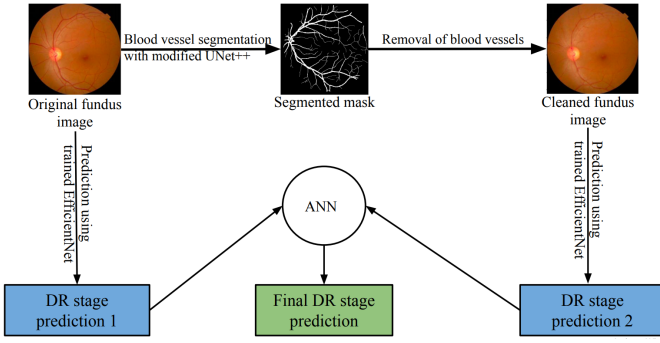 Blood vessel segmentation
with modified UNet++
Removal of blood vessels
Original fundus
image
Segmented mask
Cleaned fundus
image
Prediction using
trained EfficientNet
ANN
Prediction using
trained EfficientNet
DR stage
prediction 1
Final DR stage
prediction
DR stage
prediction 2